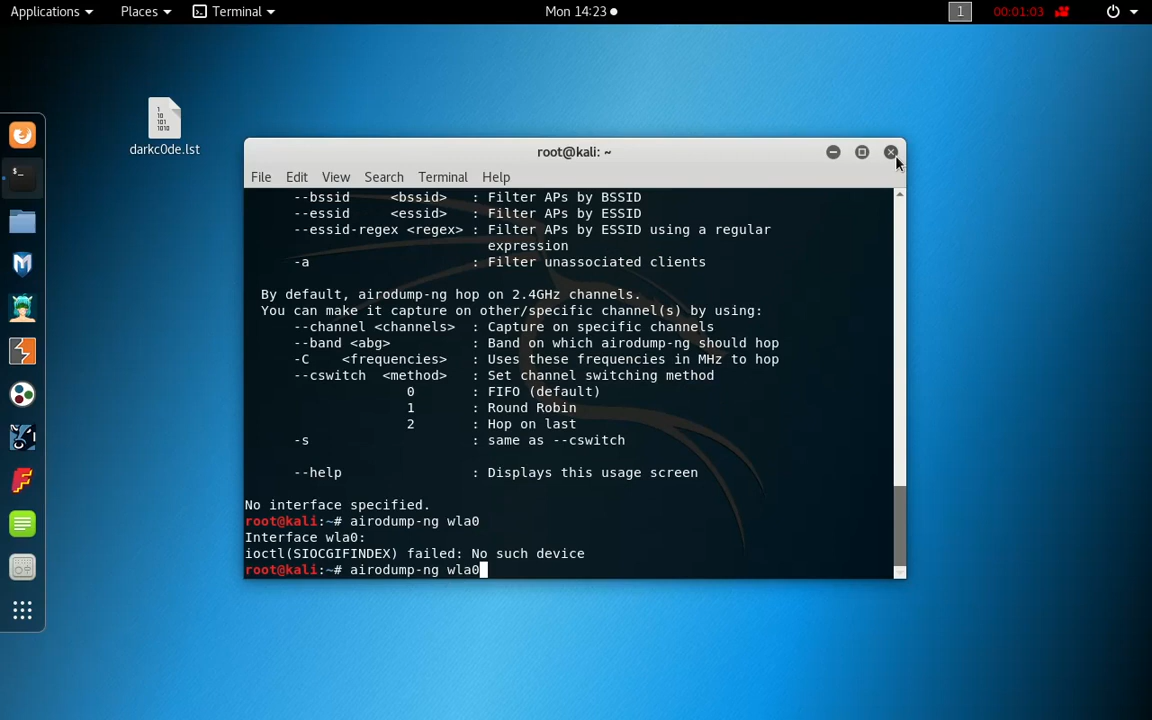 Applications Places Terminal Mon 14:23 1 00:01:03
1
10
101
1010
darkc0de.lst
root@kali: ~
File Edit View Search Terminal Help
--bssid <bssid> : Filter APs by BSSID
--essid <essid> : Filter APs by ESSID
--essid-regex <regex> : Filter APs by ESSID using a regular
expression
-a : Filter unassociated clients
By default, airodump-ng hop on 2.4GHz channels.
You can make it capture on other/specific channel(s) by using:
--channel <channels> : Capture on specific channels
--band <abg> : Band on which airodump-ng should hop
-C <frequencies> : Uses these frequencies in MHz to hop
--cswitch <method> : Set channel switching method
0 : FIFO (default)
1 : Round Robin
2 : Hop on last
-s : same as --cswitch
--help : Displays this usage screen
No interface specified.
root@kali:~# airodump-ng wla0
Interface wla0:
ioctl(SIOCGIFINDEX) failed: No such device
root@kali:~# airodump-ng wla0